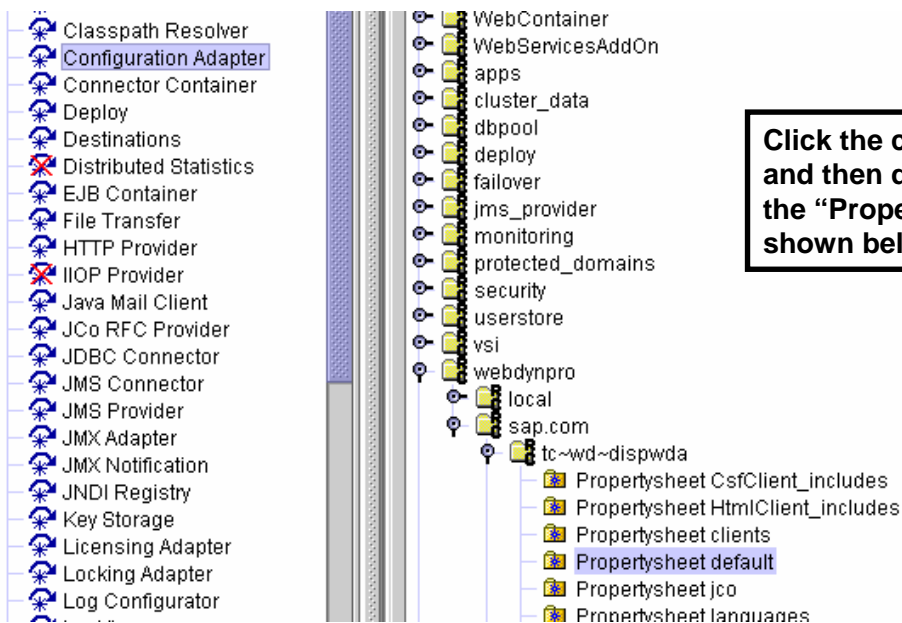 Classpath Resolver
Configuration Adapter
Connector Container
Deploy
Destinations
Distributed Statistics
EJB Container
File Transfer
HTTP Provider
IIOP Provider
Java Mail Client
JCo RFC Provider
JDBC Connector
JMS Connector
JMS Provider
JMX Adapter
JMX Notification
JNDI Registry
Key Storage
Licensing Adapter
Locking Adapter
Log Configurator
WebContainer
WebServicesAddOn
apps
cluster_data
dbpool
deploy
failover
jms_provider
monitoring
protected_domains
security
userstore
vsi
webdynpro
local
sap.com
tc~wd~dispwda
Propertysheet CsfClient_includes
Propertysheet HtmlClient_includes
Propertysheet clients
Propertysheet default
Propertysheet jco
Propertysheet languages
Click the
and then
the “Prope
shown bel